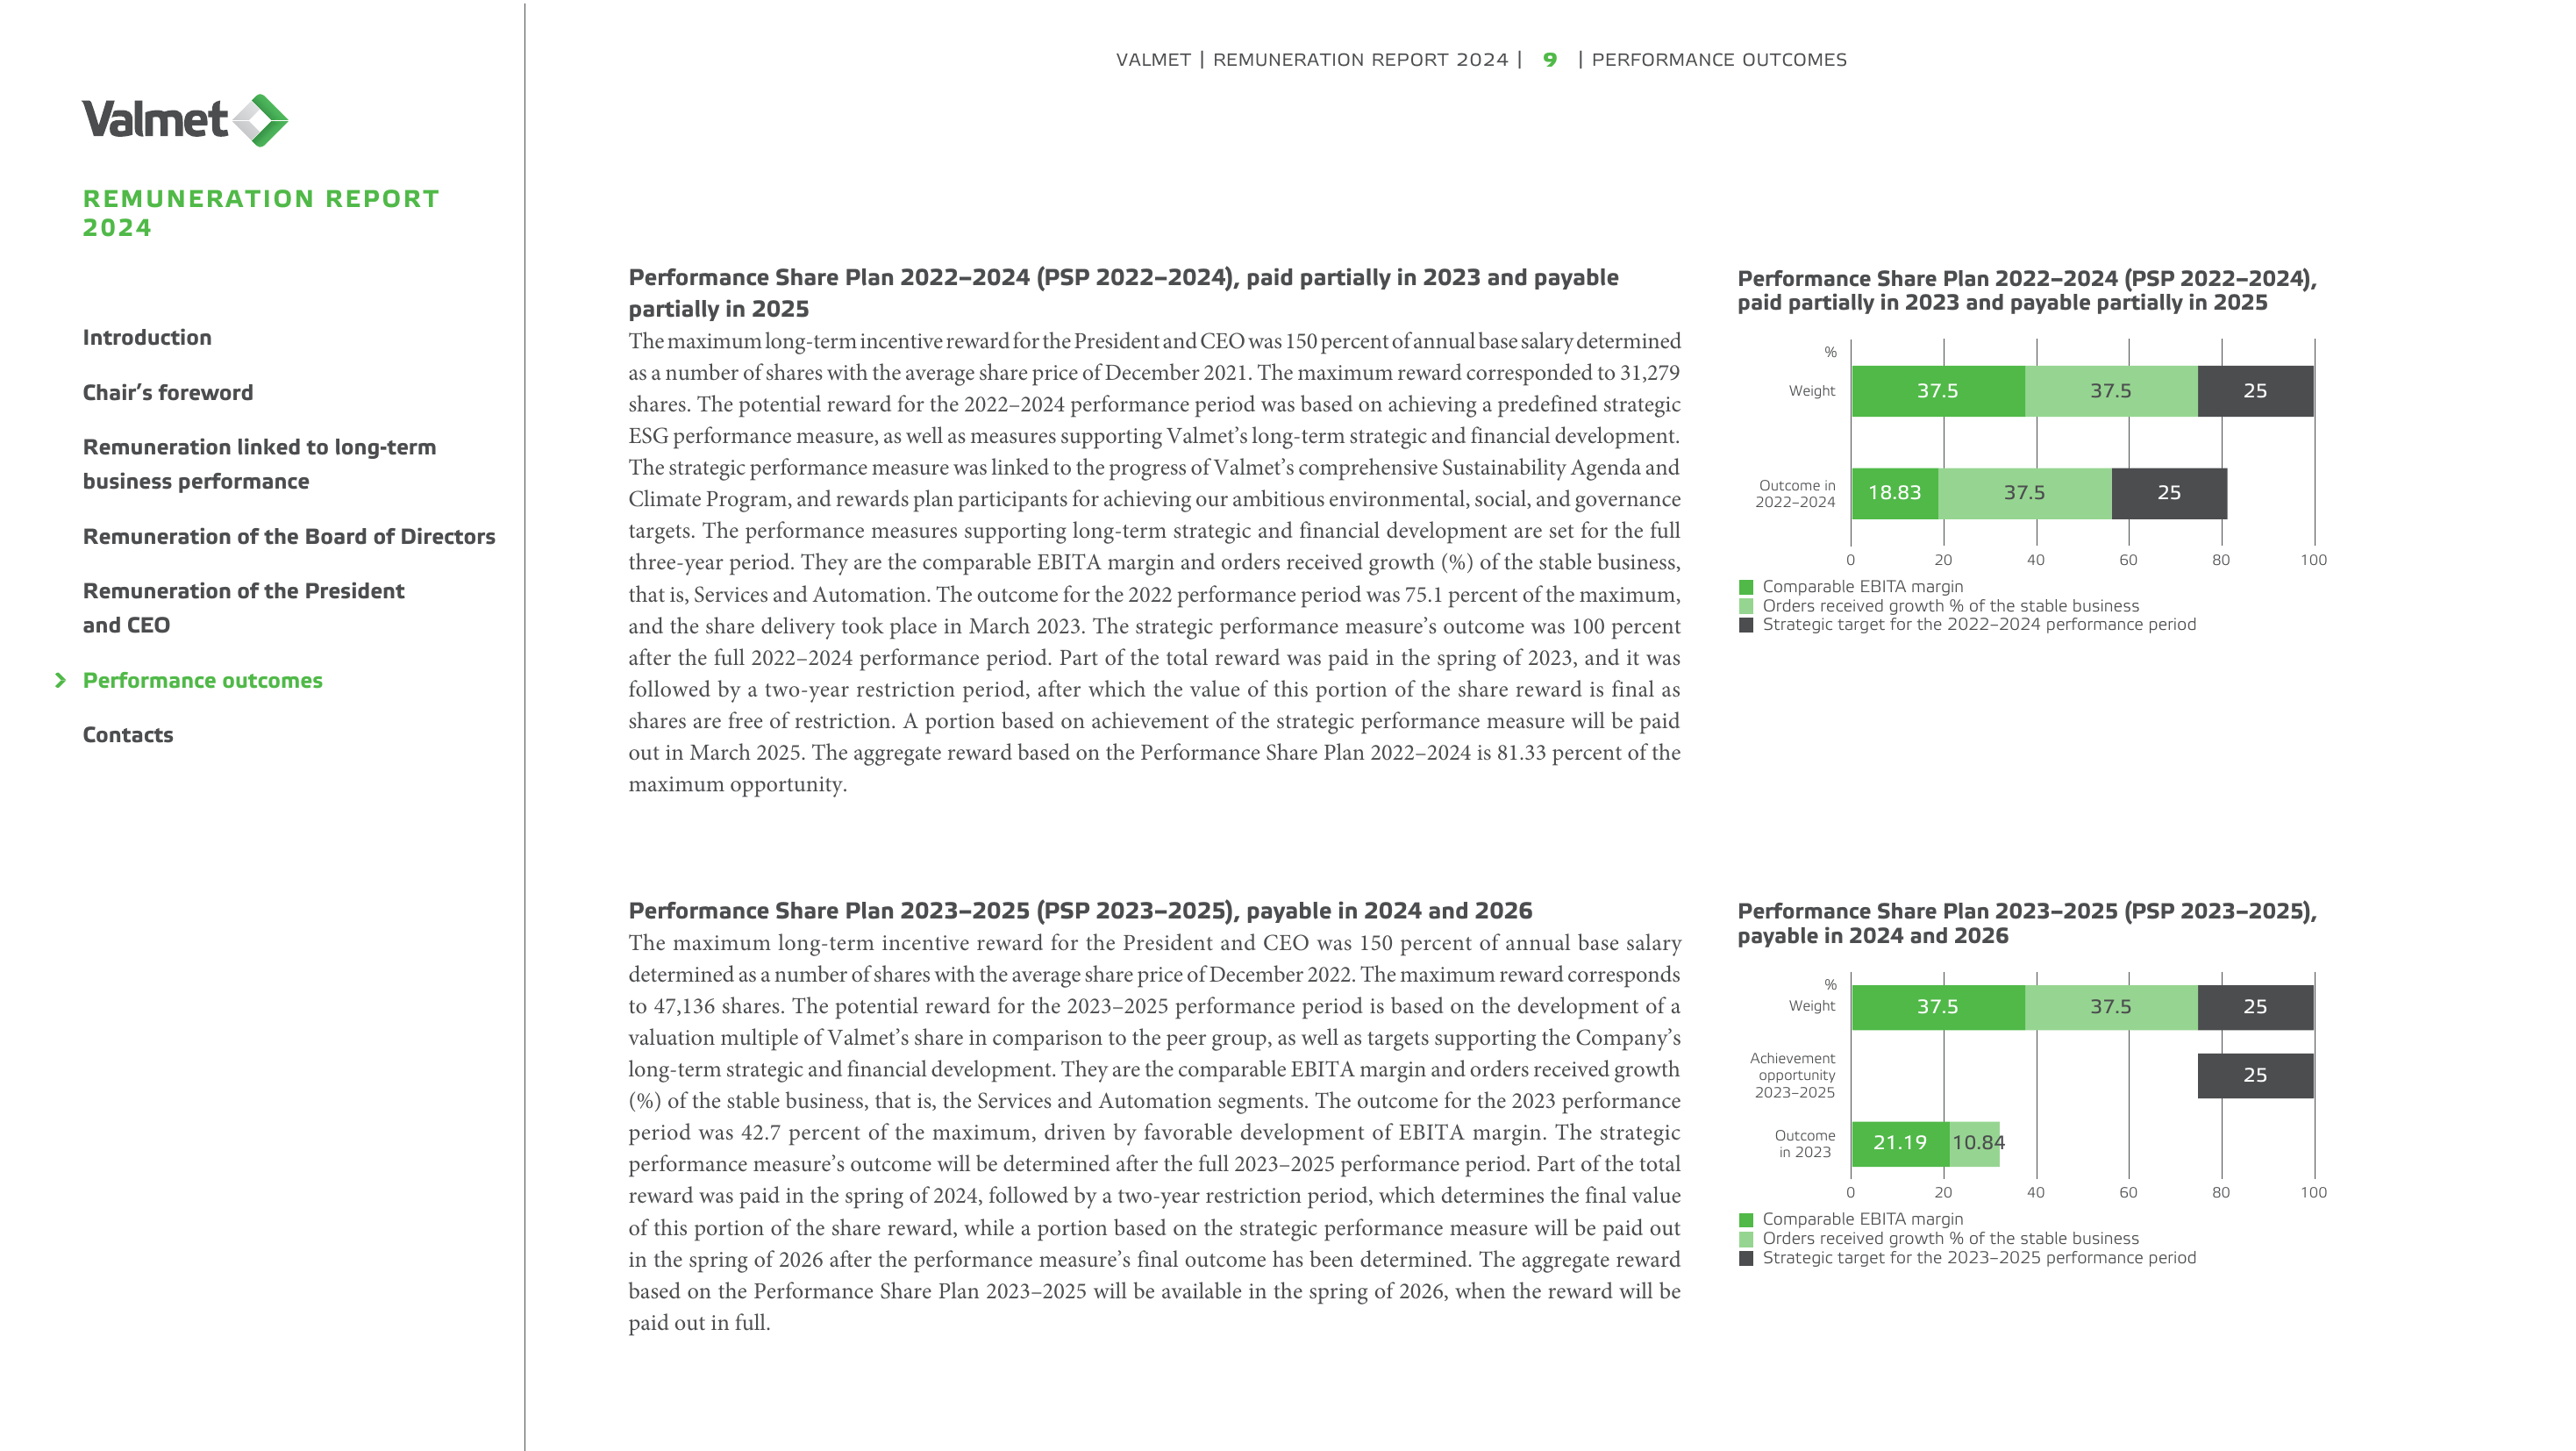 VALMET | REMUNERATION REPORT 2024 | 9 | PERFORMANCE OUTCOMES
Valmet
REMUNERATION REPORT
2024
Introduction
Chair’s foreword
Remuneration linked to long-term
business performance
Remuneration of the Board of Directors
Remuneration of the President
and CEO
Performance outcomes
Contacts
Performance Share Plan 2022–2024 (PSP 2022–2024), paid partially in 2023 and payable
partially in 2025
The maximum long-term incentive reward for the President and CEO was 150 percent of annual base salary determined
as a number of shares with the average share price of December 2021. The maximum reward corresponded to 31,279
shares. The potential reward for the 2022–2024 performance period was based on achieving a predefined strategic
ESG performance measure, as well as measures supporting Valmet’s long-term strategic and financial development.
The strategic performance measure was linked to the progress of Valmet’s comprehensive Sustainability Agenda and
Climate Program, and rewards plan participants for achieving our ambitious environmental, social, and governance
targets. The performance measures supporting long-term strategic and financial development are set for the full
three-year period. They are the comparable EBITA margin and orders received growth (%) of the stable business,
that is, Services and Automation. The outcome for the 2022 performance period was 75.1 percent of the maximum,
and the share delivery took place in March 2023. The strategic performance measure’s outcome was 100 percent
after the full 2022–2024 performance period. Part of the total reward was paid in the spring of 2023, and it was
followed by a two-year restriction period, after which the value of this portion of the share reward is final as
shares are free of restriction. A portion based on achievement of the strategic performance measure will be paid
out in March 2025. The aggregate reward based on the Performance Share Plan 2022–2024 is 81.33 percent of the
maximum opportunity.
Performance Share Plan 2022–2024 (PSP 2022–2024),
paid partially in 2023 and payable partially in 2025
%
Weight 37.5 37.5 25
Outcome in
2022–2024
18.83 37.5 25
0 20 40 60 80 100
Comparable EBITA margin
Orders received growth % of the stable business
Strategic target for the 2022–2024 performance period
Performance Share Plan 2023–2025 (PSP 2023–2025), payable in 2024 and 2026
The maximum long-term incentive reward for the President and CEO was 150 percent of annual base salary
determined as a number of shares with the average share price of December 2022. The maximum reward corresponds
to 47,136 shares. The potential reward for the 2023–2025 performance period is based on the development of a
valuation multiple of Valmet’s share in comparison to the peer group, as well as targets supporting the Company’s
long-term strategic and financial development. They are the comparable EBITA margin and orders received growth
(%) of the stable business, that is, the Services and Automation segments. The outcome for the 2023 performance
period was 42.7 percent of the maximum, driven by favorable development of EBITA margin. The strategic
performance measure’s outcome will be determined after the full 2023–2025 performance period. Part of the total
reward was paid in the spring of 2024, followed by a two-year restriction period, which determines the final value
of this portion of the share reward, while a portion based on the strategic performance measure will be paid out
in the spring of 2026 after the performance measure’s final outcome has been determined. The aggregate reward
based on the Performance Share Plan 2023–2025 will be available in the spring of 2026, when the reward will be
paid out in full.
Performance Share Plan 2023–2025 (PSP 2023–2025),
payable in 2024 and 2026
%
Weight 37.5 37.5 25
Achievement
opportunity
2023–2025
25
Outcome
in 2023
21.19 10.84
0 20 40 60 80 100
Comparable EBITA margin
Orders received growth % of the stable business
Strategic target for the 2023–2025 performance period